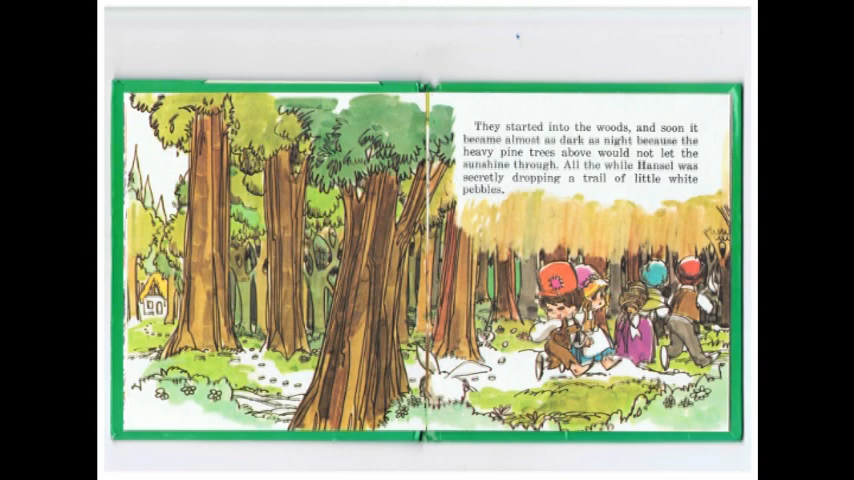 They started into the woods, and soon it
became almost as dark as night because the
heavy pine trees above would not let the
sunshine through. All the while Hansel was
secretly dropping a trail of little white
pebbles.